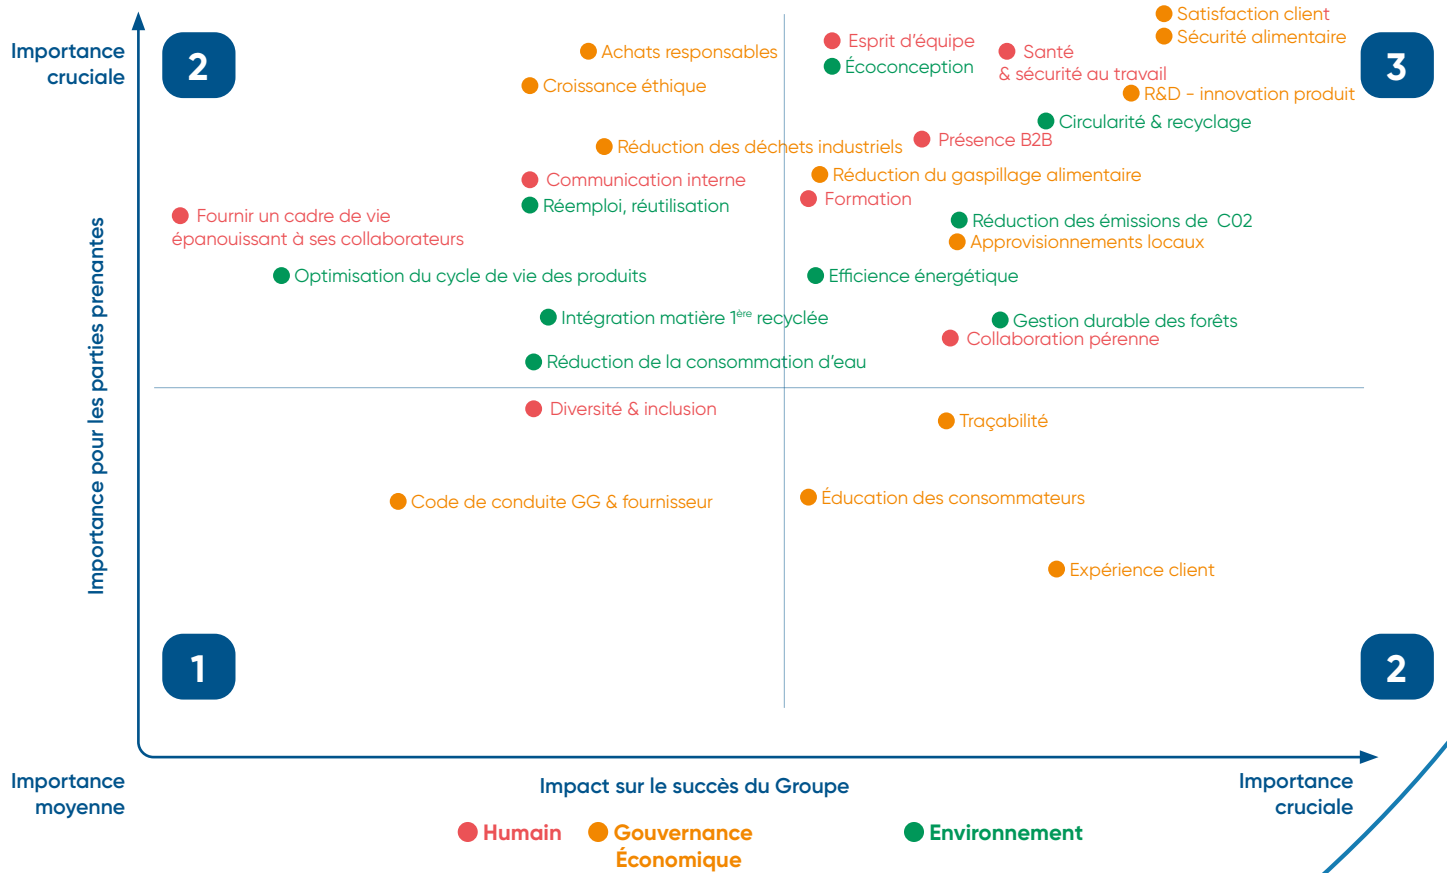 Importance
cruciale
2
Achats responsables
Croissance éthique
Réduction des déchets industriels
Communication interne
Réemploi, réutilisation
Fournir un cadre de vie
épanouissant à ses collaborateurs
Optimisation du cycle de vie des produits
Intégration matière 1ère recyclée
Réduction de la consommation d'eau
Satisfaction client
Sécurité alimentaire
3
Esprit d'équipe
Écoconception
Santé
& sécurité au travail
R&D - innovation produit
Circularité & recyclage
Présence B2B
Réduction du gaspillage alimentaire
Formation
Réduction des émissions de C02
Approvisionnements locaux
Efficience énergétique
Gestion durable des forêts
Collaboration pérenne
Importance pour les parties prenantes
Diversité & inclusion
Code de conduite GG & fournisseur
1
Traçabilité
Éducation des consommateurs
Expérience client
2
Importance
moyenne
Impact sur le succès du Groupe
Importance
cruciale
Humain
Gouvernance
Économique
Environnement